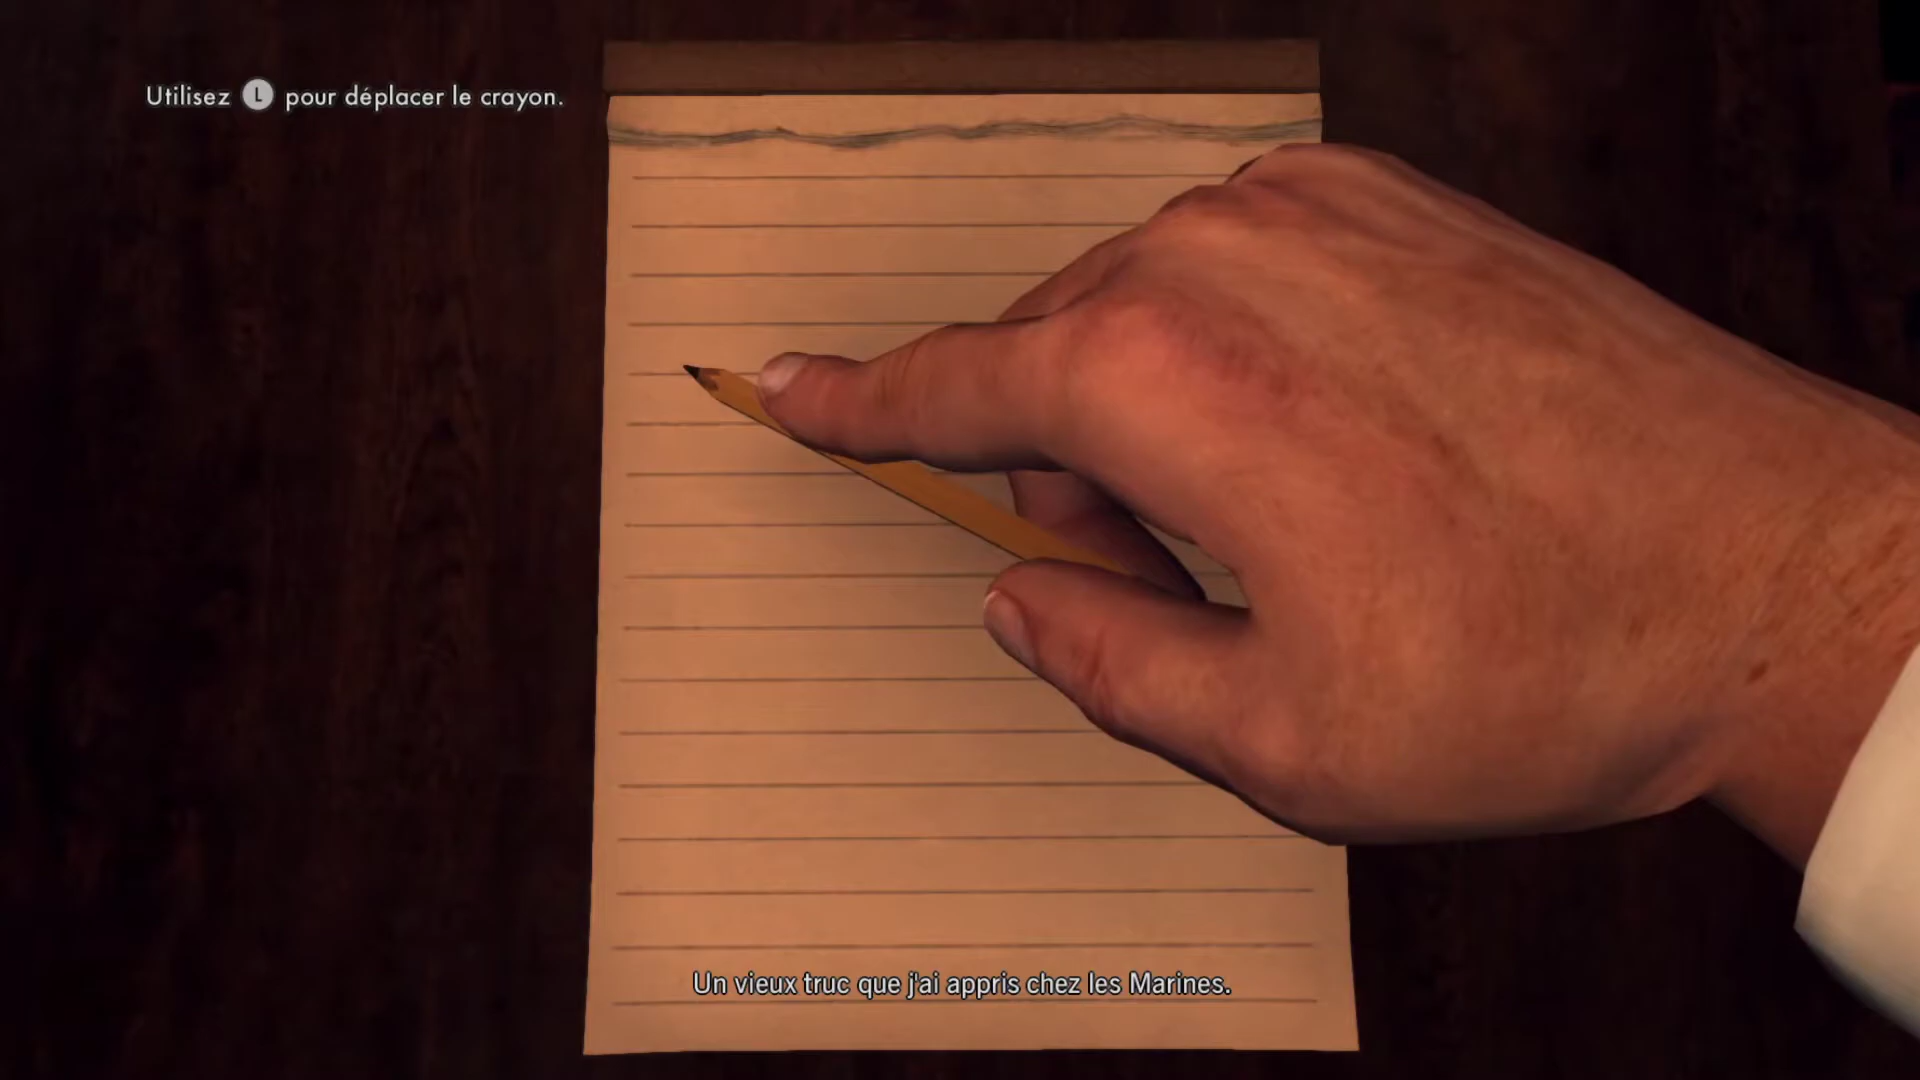 Utilisez L pour déplacer le crayon.
Un vieux truc que j'ai appris chez les Marines.